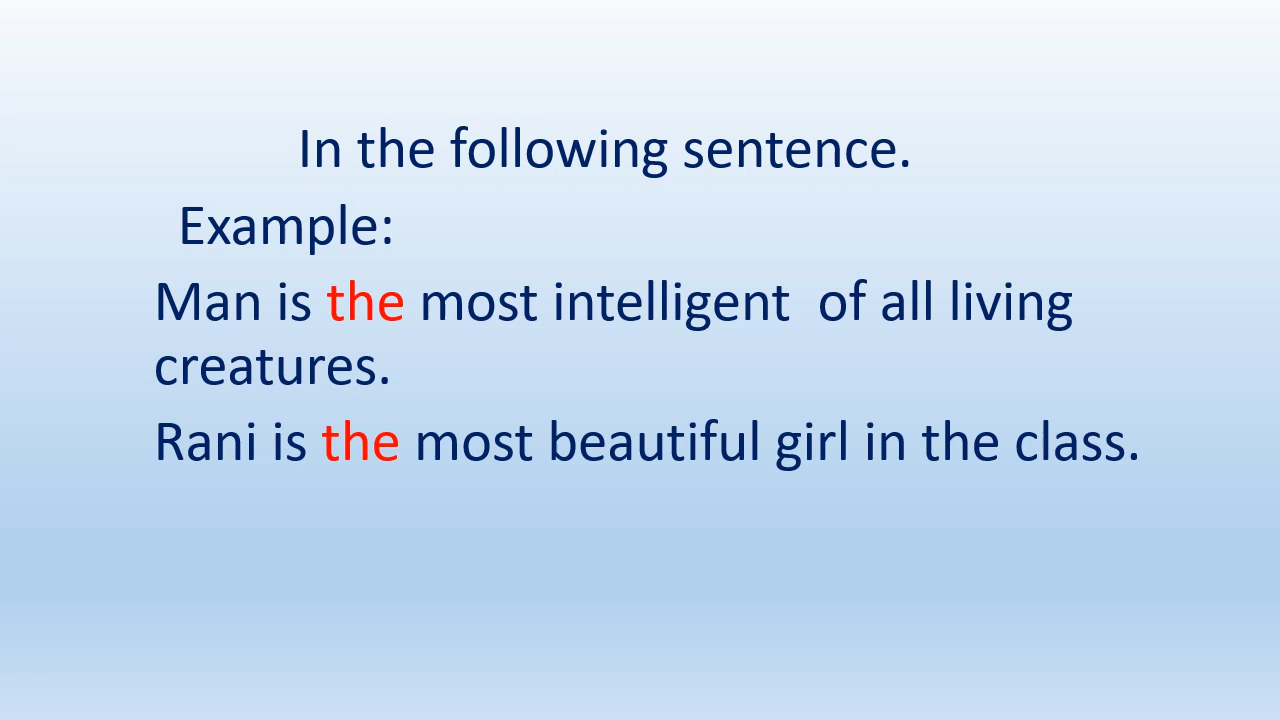 In the following sentence.
Example:
Man is the most intelligent  of all living
creatures.
Rani is the most beautiful girl in the class.